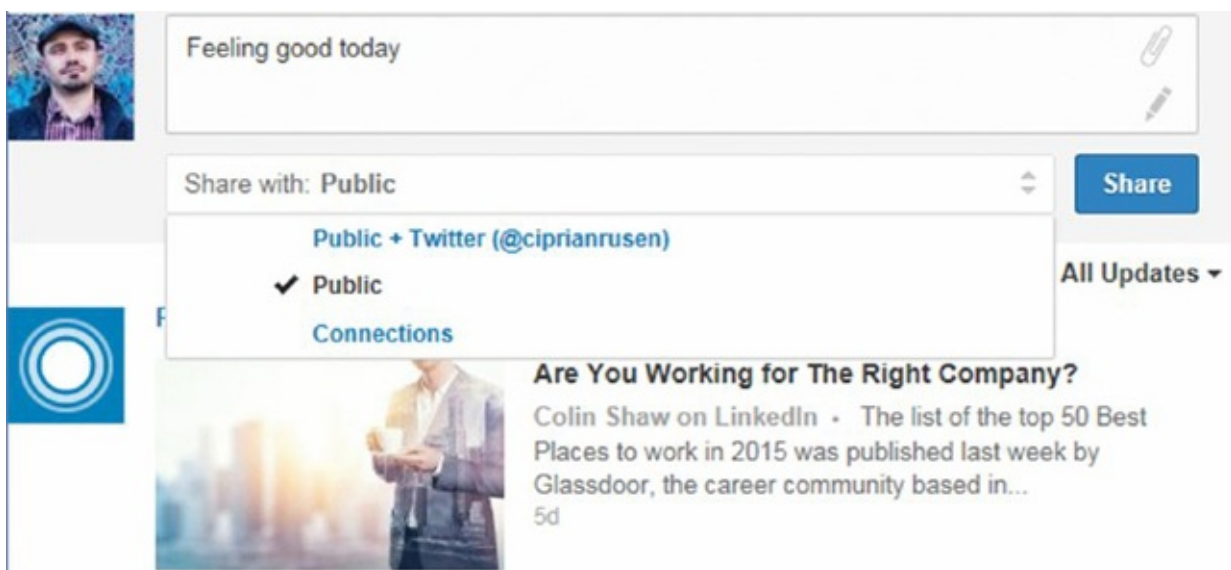 Feeling good today
Share with: Public
Share
Public + Twitter (@ciprianrusen)
Public
Connections
All Updates
Are You Working for The Right Company?
Colin Shaw on LinkedIn • The list of the top 50 Best
Places to work in 2015 was published last week by
Glassdoor, the career community based in...
5d